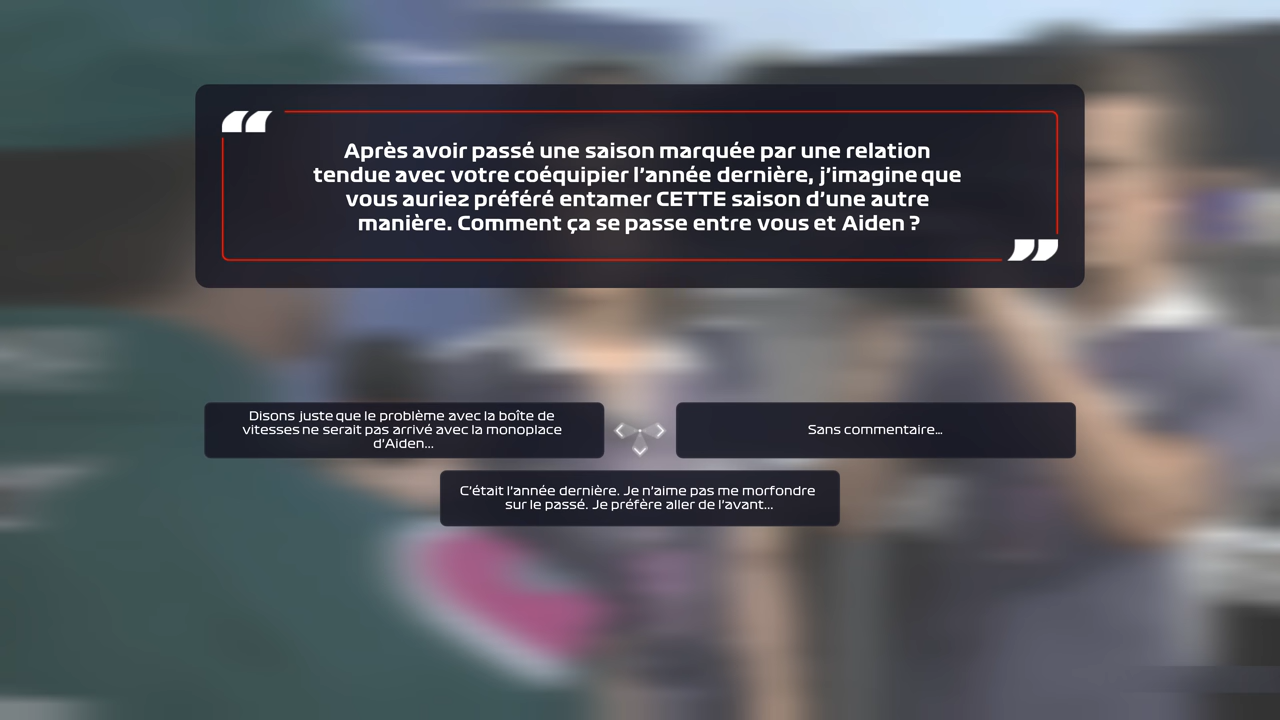 Après avoir passé une saison marquée par une relation
tendue avec votre coéquipier l'année dernière, j'imagine que
vous auriez préféré entamer CETTE saison d'une autre
manière. Comment ça se passe entre vous et Aiden ?
Disons juste que le problème avec la boîte de
vitesses ne serait pas arrivé avec la monoplace
d'Aiden...
Sans commentaire...
C'était l'année dernière. Je n'aime pas me morfondre
sur le passé. Je préfère aller de l'avant...